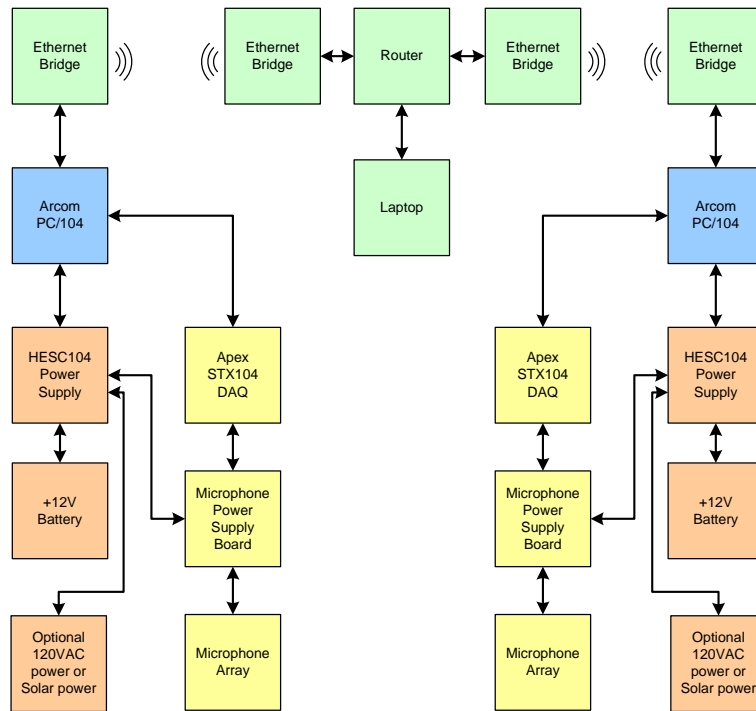 Ethernet
Bridge
Ethernet
Bridge
Router
Ethernet
Bridge
Ethernet
Bridge
Arcom
PC/104
Laptop
Arcom
PC/104
HESC104
Power
Supply
Apex
STX104
DAQ
Apex
STX104
DAQ
HESC104
Power
Supply
+12V
Battery
Microphone
Power
Supply
Board
Microphone
Power
Supply
Board
+12V
Battery
Optional
120VAC
power or
Solar power
Microphone
Array
Microphone
Array
Optional
120VAC
power or
Solar power